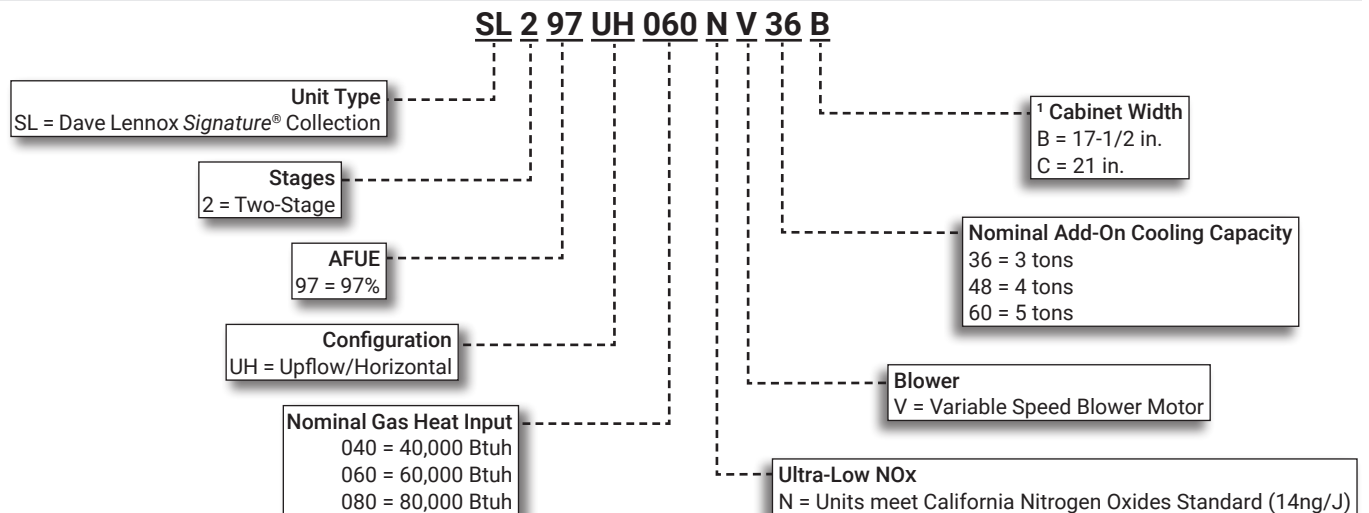 SL 2 97 UH 060 N V 36 B
Unit Type
SL = Dave Lennox Signature® Collection
Stages
2 = Two-Stage
AFUE
97 = 97%
Configuration
UH = Upflow/Horizontal
Nominal Gas Heat Input
040 = 40,000 Btuh
060 = 60,000 Btuh
080 = 80,000 Btuh
¹ Cabinet Width
B = 17-1/2 in.
C = 21 in.
Nominal Add-On Cooling Capacity
36 = 3 tons
48 = 4 tons
60 = 5 tons
Blower
V = Variable Speed Blower Motor
Ultra-Low NOx
N = Units meet California Nitrogen Oxides Standard (14ng/J)